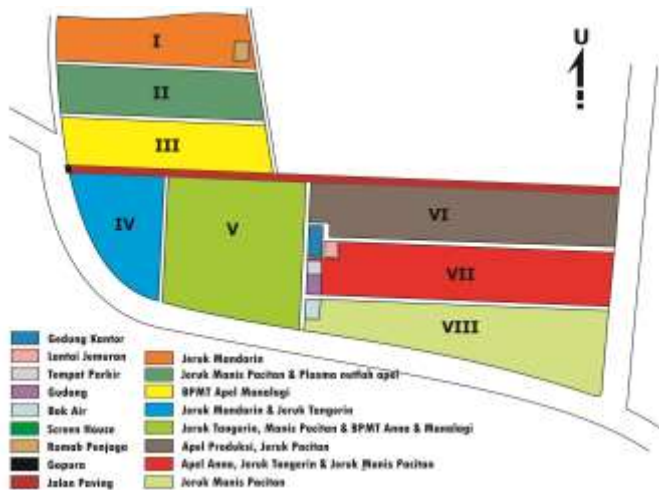 I
U
II
III
IV
V
VI
VII
VIII
Gedung Kantor
Lantai Jemuran
Tempat Parkir
Gudang
Bak Air
Screen House
Rumah Penjaga
Gapura
Jalan Paving
Jeruk Mandarin
Jeruk Manis Pacitan & Plasma nutfah apel
BPMT Apel Manalagi
Jeruk Mandarin & Jeruk Tangerin
Jeruk Tangerin, Manis Pacitan & BPMT Anna & Manalagi
Apel Produksi, Jeruk Pacitan
Apel Anna, Jeruk Tangerin & Jeruk Manis Pacitan
Jeruk Manis Pacitan